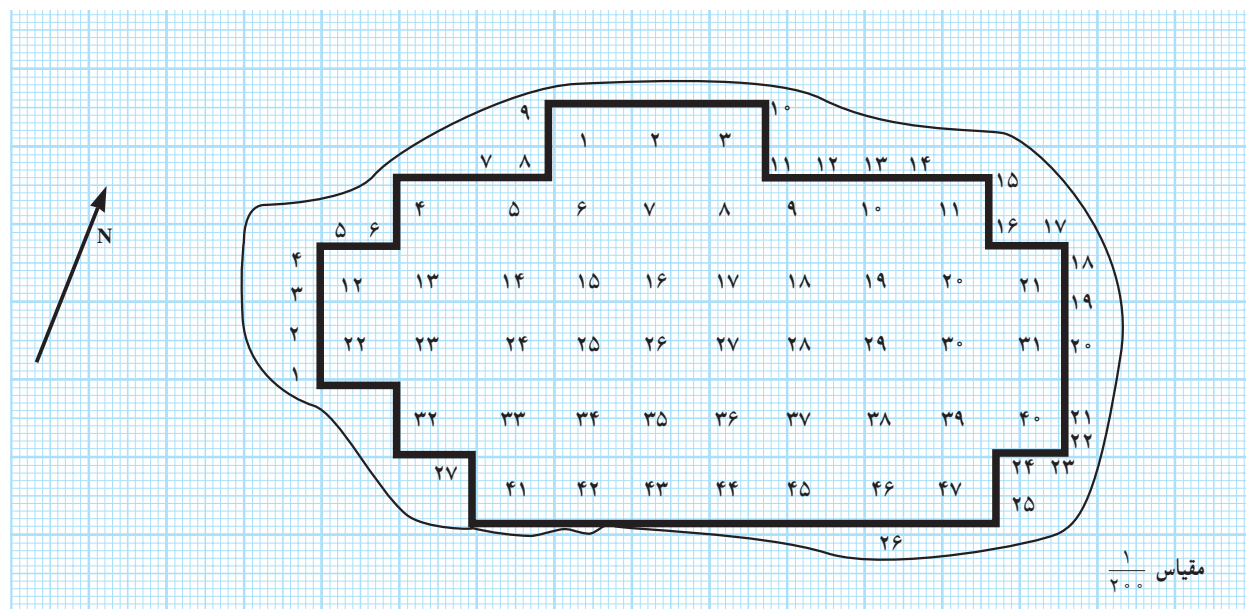 ۹ ۱۰
۱ ۲ ۳
۷ ۸ ۱۱ ۱۲ ۱۳ ۱۴
۱۵
۴ ۵ ۶ ۷ ۸ ۹ ۱۰ ۱۱
۵ ۶ ۱۶ ۱۷
N
۴ ۱۸
۱۲ ۱۳ ۱۴ ۱۵ ۱۶ ۱۷ ۱۸ ۱۹ ۲۰ ۲۱
۳ ۱۹
۲
۲۲ ۲۳ ۲۴ ۲۵ ۲۶ ۲۷ ۲۸ ۲۹ ۳۰ ۳۱ ۲۰
۱
۳۲ ۳۳ ۳۴ ۳۵ ۳۶ ۳۷ ۳۸ ۳۹ ۴۰ ۲۱
۲۲
۲۷ ۲۴ ۲۳
۴۱ ۴۲ ۴۳ ۴۴ ۴۵ ۴۶ ۴۷
۲۵
۲۶
مقیاس ۱/۲۰۰